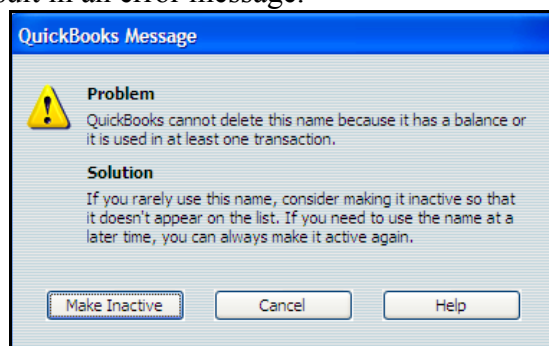 in an error message.
QuickBooks Message
Problem
QuickBooks cannot delete this name because it has a balance or
it is used in at least one transaction.
Solution
If you rarely use this name, consider making it inactive so that
it doesn't appear on the list. If you need to use the name at a
later time, you can always make it active again.
Make Inactive
Cancel
Help